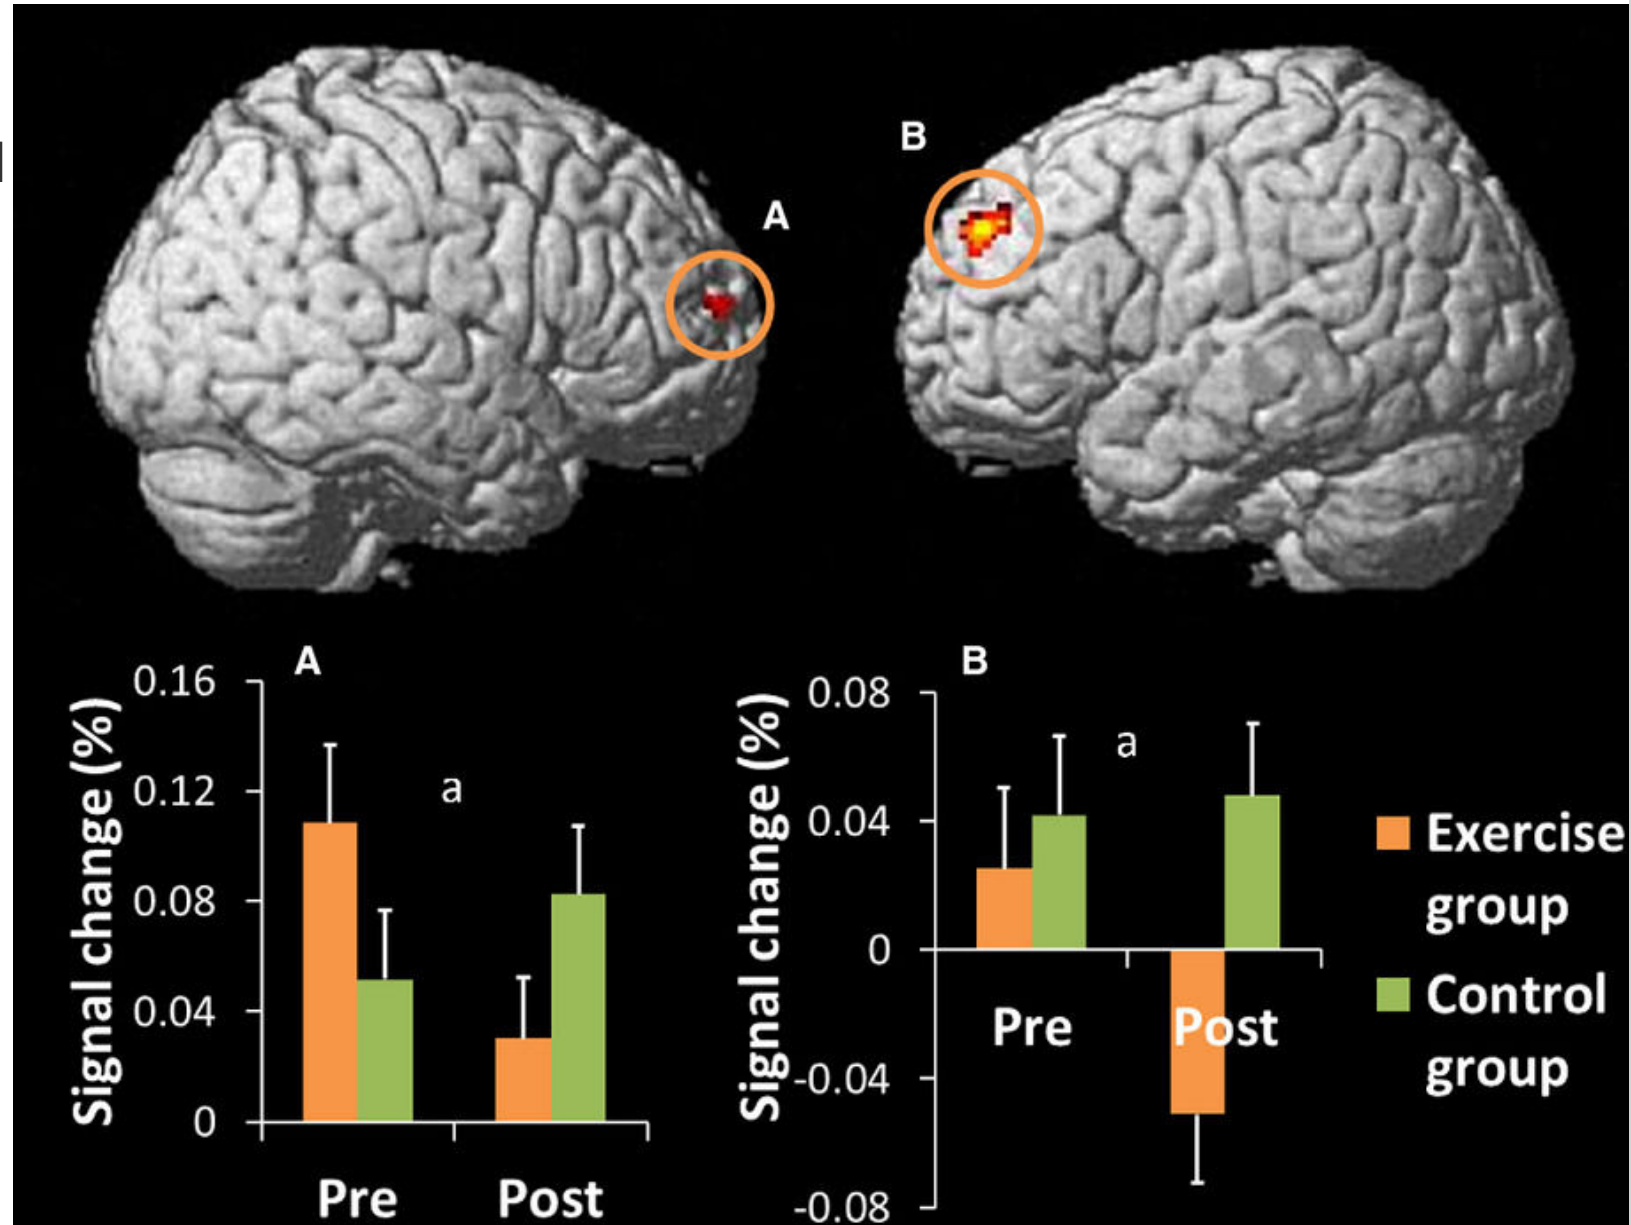 B
A
A
B
Signal change (%)
0.16
0.12
0.08
0.04
0
a
Pre
Post
Signal change (%)
0.08
0.04
0
-0.04
-0.08
a
Pre
Post
Exercise
group
Control
group